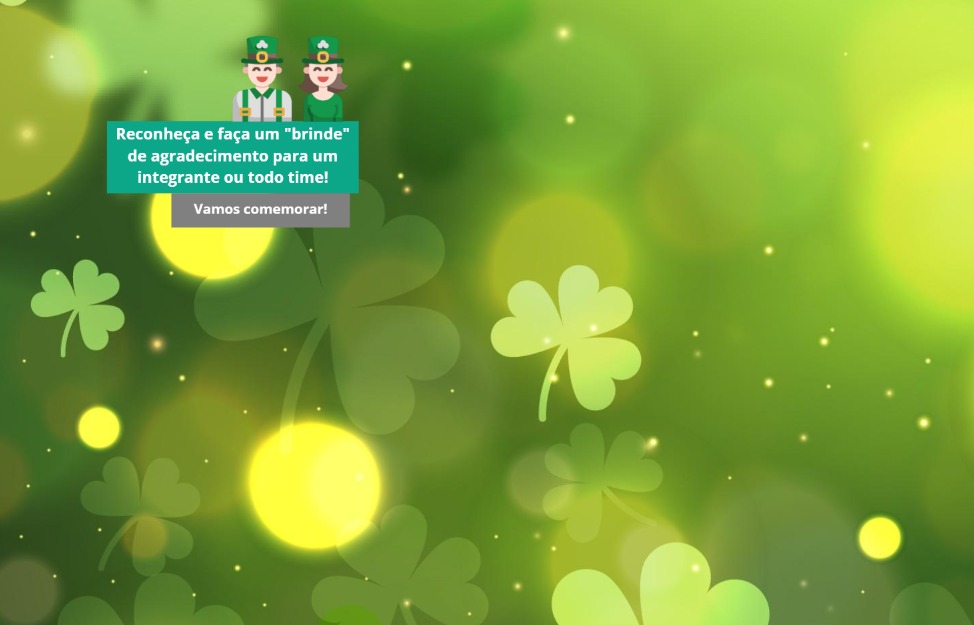 Reconheça e faça um "brinde"
de agradecimento para um
integrante ou todo time!
Vamos comemorar!